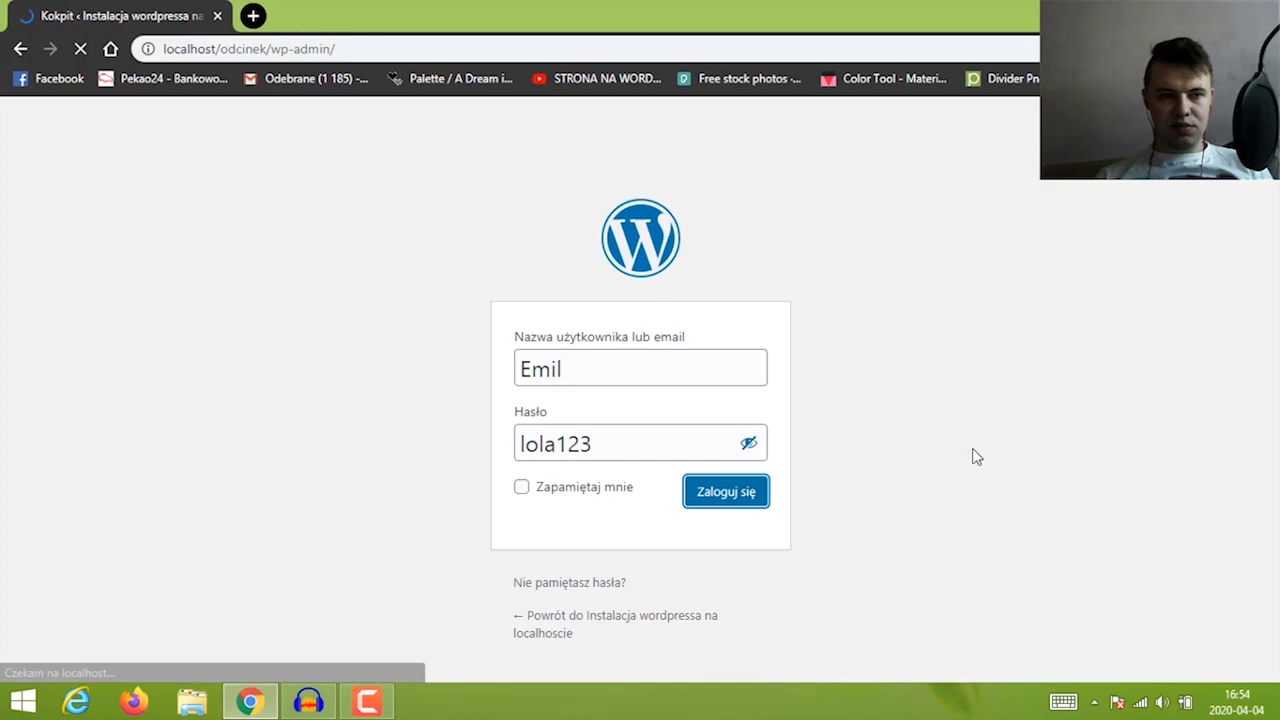 Kokpit ‹ Instalacja wordpressa na
localhost/odcinek/wp-admin/
Facebook
Pekao24 - Bankowo...
Odebrane (1 185) -...
Palette / A Dream i...
STRONA NA WORD...
Free stock photos -...
Color Tool - Materi...
Divider Pn
Nazwa użytkownika lub email
Emil
Hasło
lola123
Zapamiętaj mnie
Zaloguj się
Nie pamiętasz hasła?
← Powrót do Instalacja wordpressa na
localhoscie
Czekam na localhost...
16:54
2020-04-04